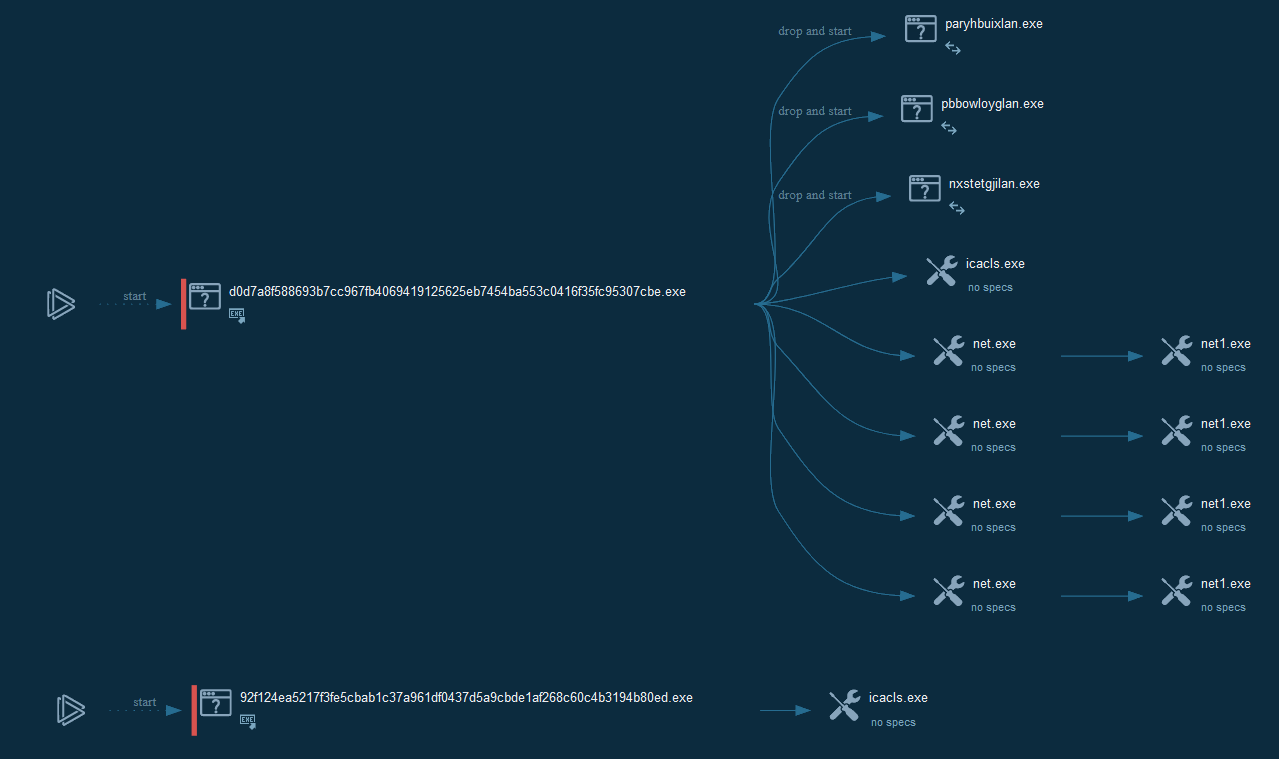 drop and start
paryhbuixlan.exe
drop and start
pbbowloyglan.exe
drop and start
nxstetgjilan.exe
icacls.exe
no specs
start
d0d7a8f588693b7cc967fb4069419125625eb7454ba553c0416f35fc95307cbe.exe
EXE
net.exe
no specs
net1.exe
no specs
net.exe
no specs
net1.exe
no specs
net.exe
no specs
net1.exe
no specs
net.exe
no specs
net1.exe
no specs
start
92f124ea5217f3fe5cbab1c37a961df0437d5a9cbde1af268c60c4b3194b80ed.exe
EXE
icacls.exe
no specs